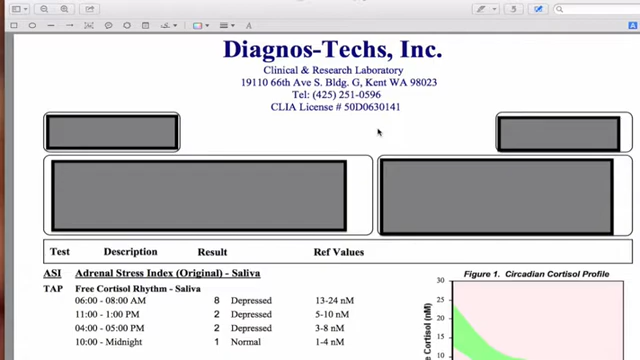 Diagnos-Techs, Inc.
Clinical & Research Laboratory
19110 66th Ave S. Bldg. G, Kent WA 98023
Tel: (425) 251-0596
CLIA License # 50D0630141
Test Description Result Ref Values
ASI Adrenal Stress Index (Original) - Saliva
TAP Free Cortisol Rhythm - Saliva
06:00 - 08:00 AM 8 Depressed 13-24 nM
11:00 - 1:00 PM 2 Depressed 5-10 nM
04:00 - 05:00 PM 2 Depressed 3-8 nM
10:00 - Midnight 1 Normal 1-4 nM
Figure 1. Circadian Cortisol Profile
30
25
20
15
10
Cortisol (nM)